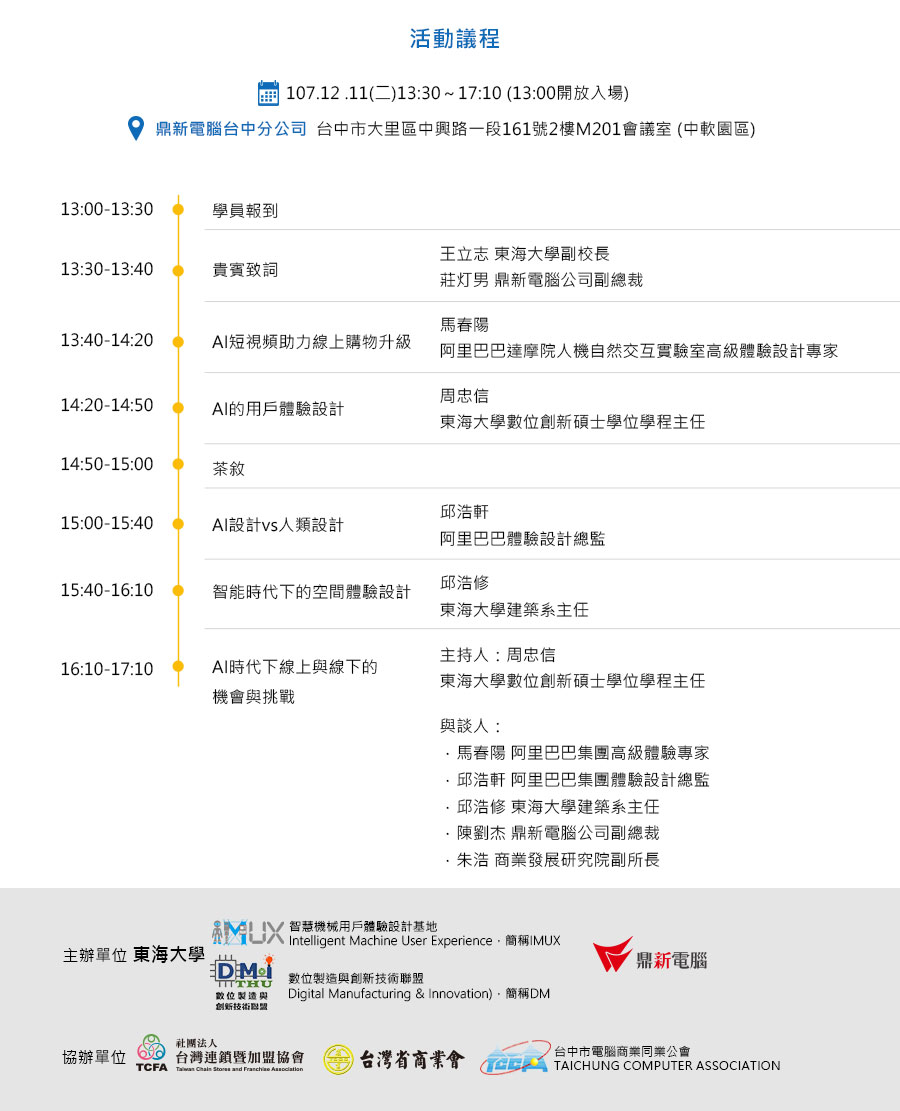 活動議程
107.12 .11(二)13:30 ~ 17:10 (13:00開放入場)
鼎新電腦台中分公司 台中市大里區中興路一段161號2樓M201會議室 (中軟園區)
13:00-13:30 學員報到
13:30-13:40 貴賓致詞
王立志 東海大學副校長
莊灯男 鼎新電腦公司副總裁
13:40-14:20 AI短視頻助力線上購物升級
馬春陽
阿里巴巴達摩院人機自然交互實驗室高級體驗設計專家
14:20-14:50 AI的用戶體驗設計
周忠信
東海大學數位創新碩士學位學程主任
14:50-15:00 茶敘
15:00-15:40 AI設計vs人類設計
邱浩軒
阿里巴巴體驗設計總監
15:40-16:10 智能時代下的空間體驗設計
邱浩修
東海大學建築系主任
16:10-17:10 AI時代下線上與線下的
機會與挑戰
主持人：周忠信
東海大學數位創新碩士學位學程主任
與談人：
· 馬春陽 阿里巴巴集團高級體驗專家
· 邱浩軒 阿里巴巴集團體驗設計總監
· 邱浩修 東海大學建築系主任
· 陳劉杰 鼎新電腦公司副總裁
· 朱浩 商業發展研究院副所長
主辦單位 東海大學
iMUX 智慧機械用戶體驗設計基地
Intelligent Machine User Experience，簡稱IMUX
DMoi
THU
數位製造與
創新技術聯盟
數位製造與創新技術聯盟
Digital Manufacturing & Innovation)，簡稱DM
鼎新電腦
協辦單位
TCFA
社團法人
台灣連鎖暨加盟協會
Taiwan Chain Stores and Franchise Association
台灣省商業會
TCCA
台中市電腦商業同業公會
TAICHUNG COMPUTER ASSOCIATION